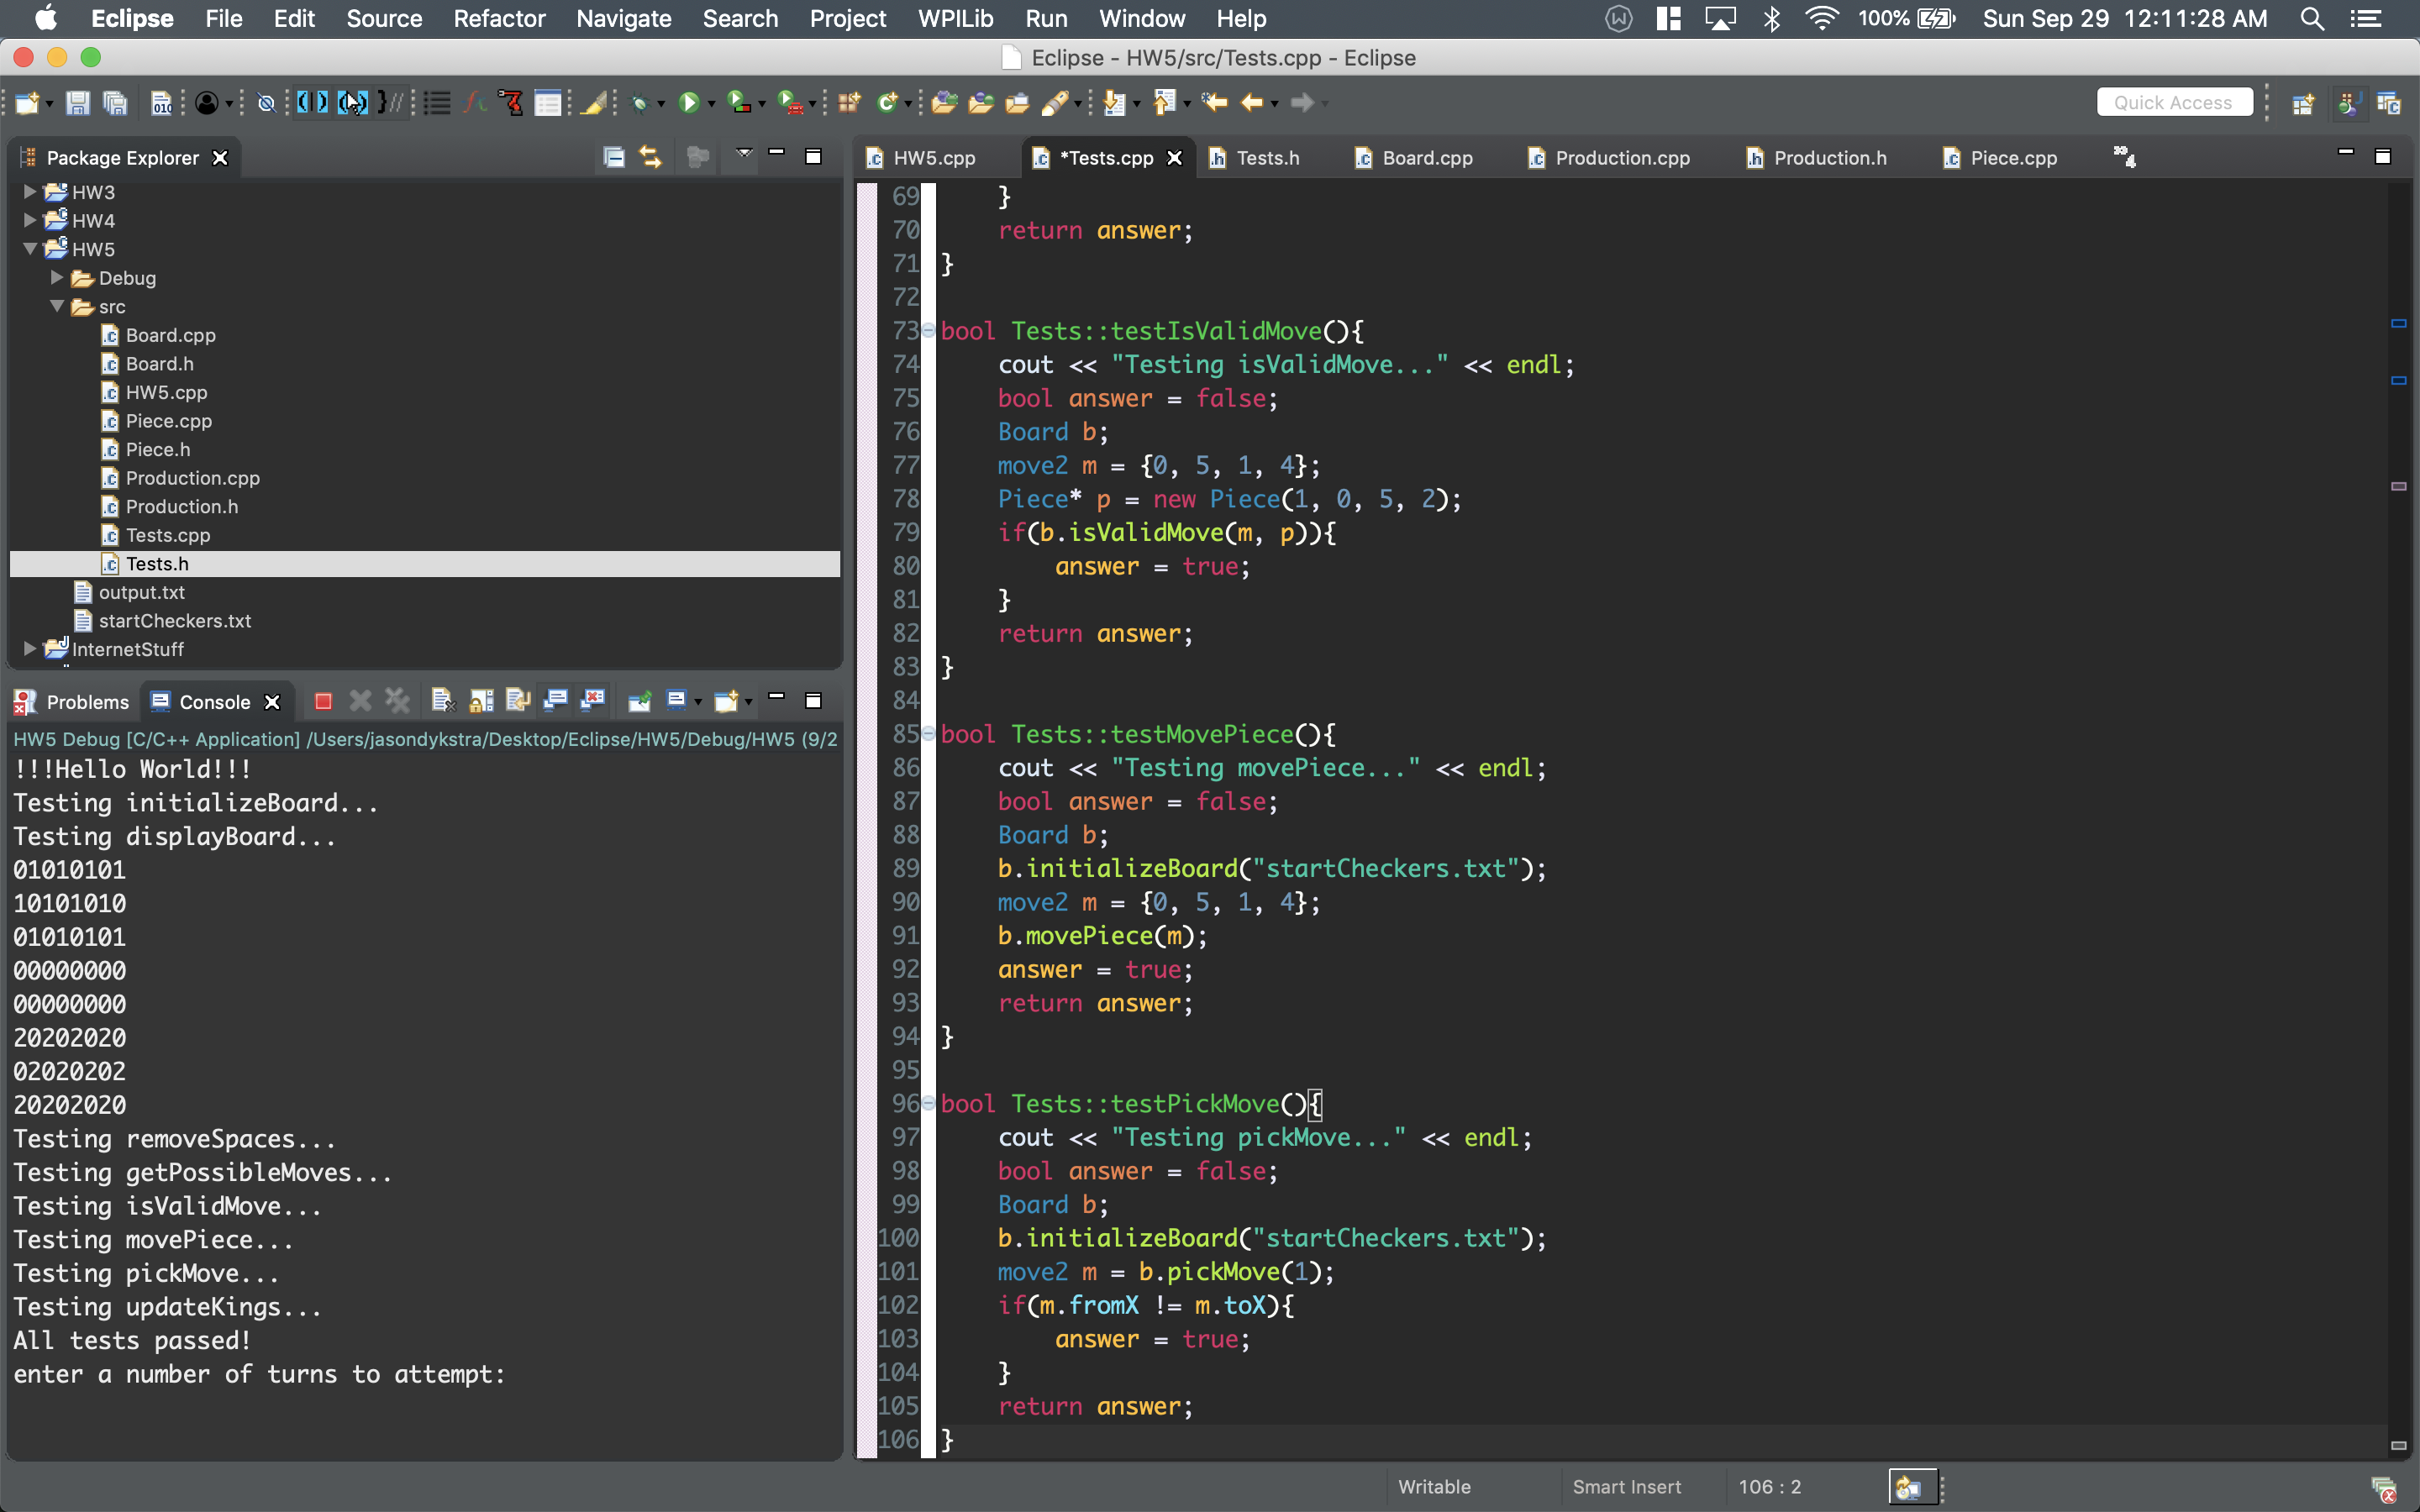 Eclipse File Edit Source Refactor Navigate Search Project WPILib Run Window Help 100% Sun Sep 29 12:11:28 AM
Eclipse - HW5/src/Tests.cpp - Eclipse
Quick Access
Package Explorer
HW3
HW4
HW5
Debug
src
Board.cpp
Board.h
HW5.cpp
Piece.cpp
Piece.h
Production.cpp
Production.h
Tests.cpp
Tests.h
output.txt
startCheckers.txt
InternetStuff
Problems Console
HW5 Debug [C/C++ Application] /Users/jasondykstra/Desktop/Eclipse/HW5/Debug/HW5 (9/2
!!!Hello World!!!
Testing initializeBoard...
Testing displayBoard...
01010101
10101010
01010101
00000000
00000000
20202020
02020202
20202020
Testing removeSpaces...
Testing getPossibleMoves...
Testing isValidMove...
Testing movePiece...
Testing pickMove...
Testing updateKings...
All tests passed!
enter a number of turns to attempt:
HW5.cpp *Tests.cpp Tests.h Board.cpp Production.cpp Production.h Piece.cpp 4
69 }
70 return answer;
71 }
72
73 bool Tests::testIsValidMove(){
74 cout << "Testing isValidMove..." << endl;
75 bool answer = false;
76 Board b;
77 move2 m = {0, 5, 1, 4};
78 Piece* p = new Piece(1, 0, 5, 2);
79 if(b.isValidMove(m, p)){
80 answer = true;
81 }
82 return answer;
83 }
84
85 bool Tests::testMovePiece(){
86 cout << "Testing movePiece..." << endl;
87 bool answer = false;
88 Board b;
89 b.initializeBoard("startCheckers.txt");
90 move2 m = {0, 5, 1, 4};
91 b.movePiece(m);
92 answer = true;
93 return answer;
94 }
95
96 bool Tests::testPickMove(){
97 cout << "Testing pickMove..." << endl;
98 bool answer = false;
99 Board b;
100 b.initializeBoard("startCheckers.txt");
101 move2 m = b.pickMove(1);
102 if(m.fromX != m.toX){
103 answer = true;
104 }
105 return answer;
106 }
Writable Smart Insert 106 : 2